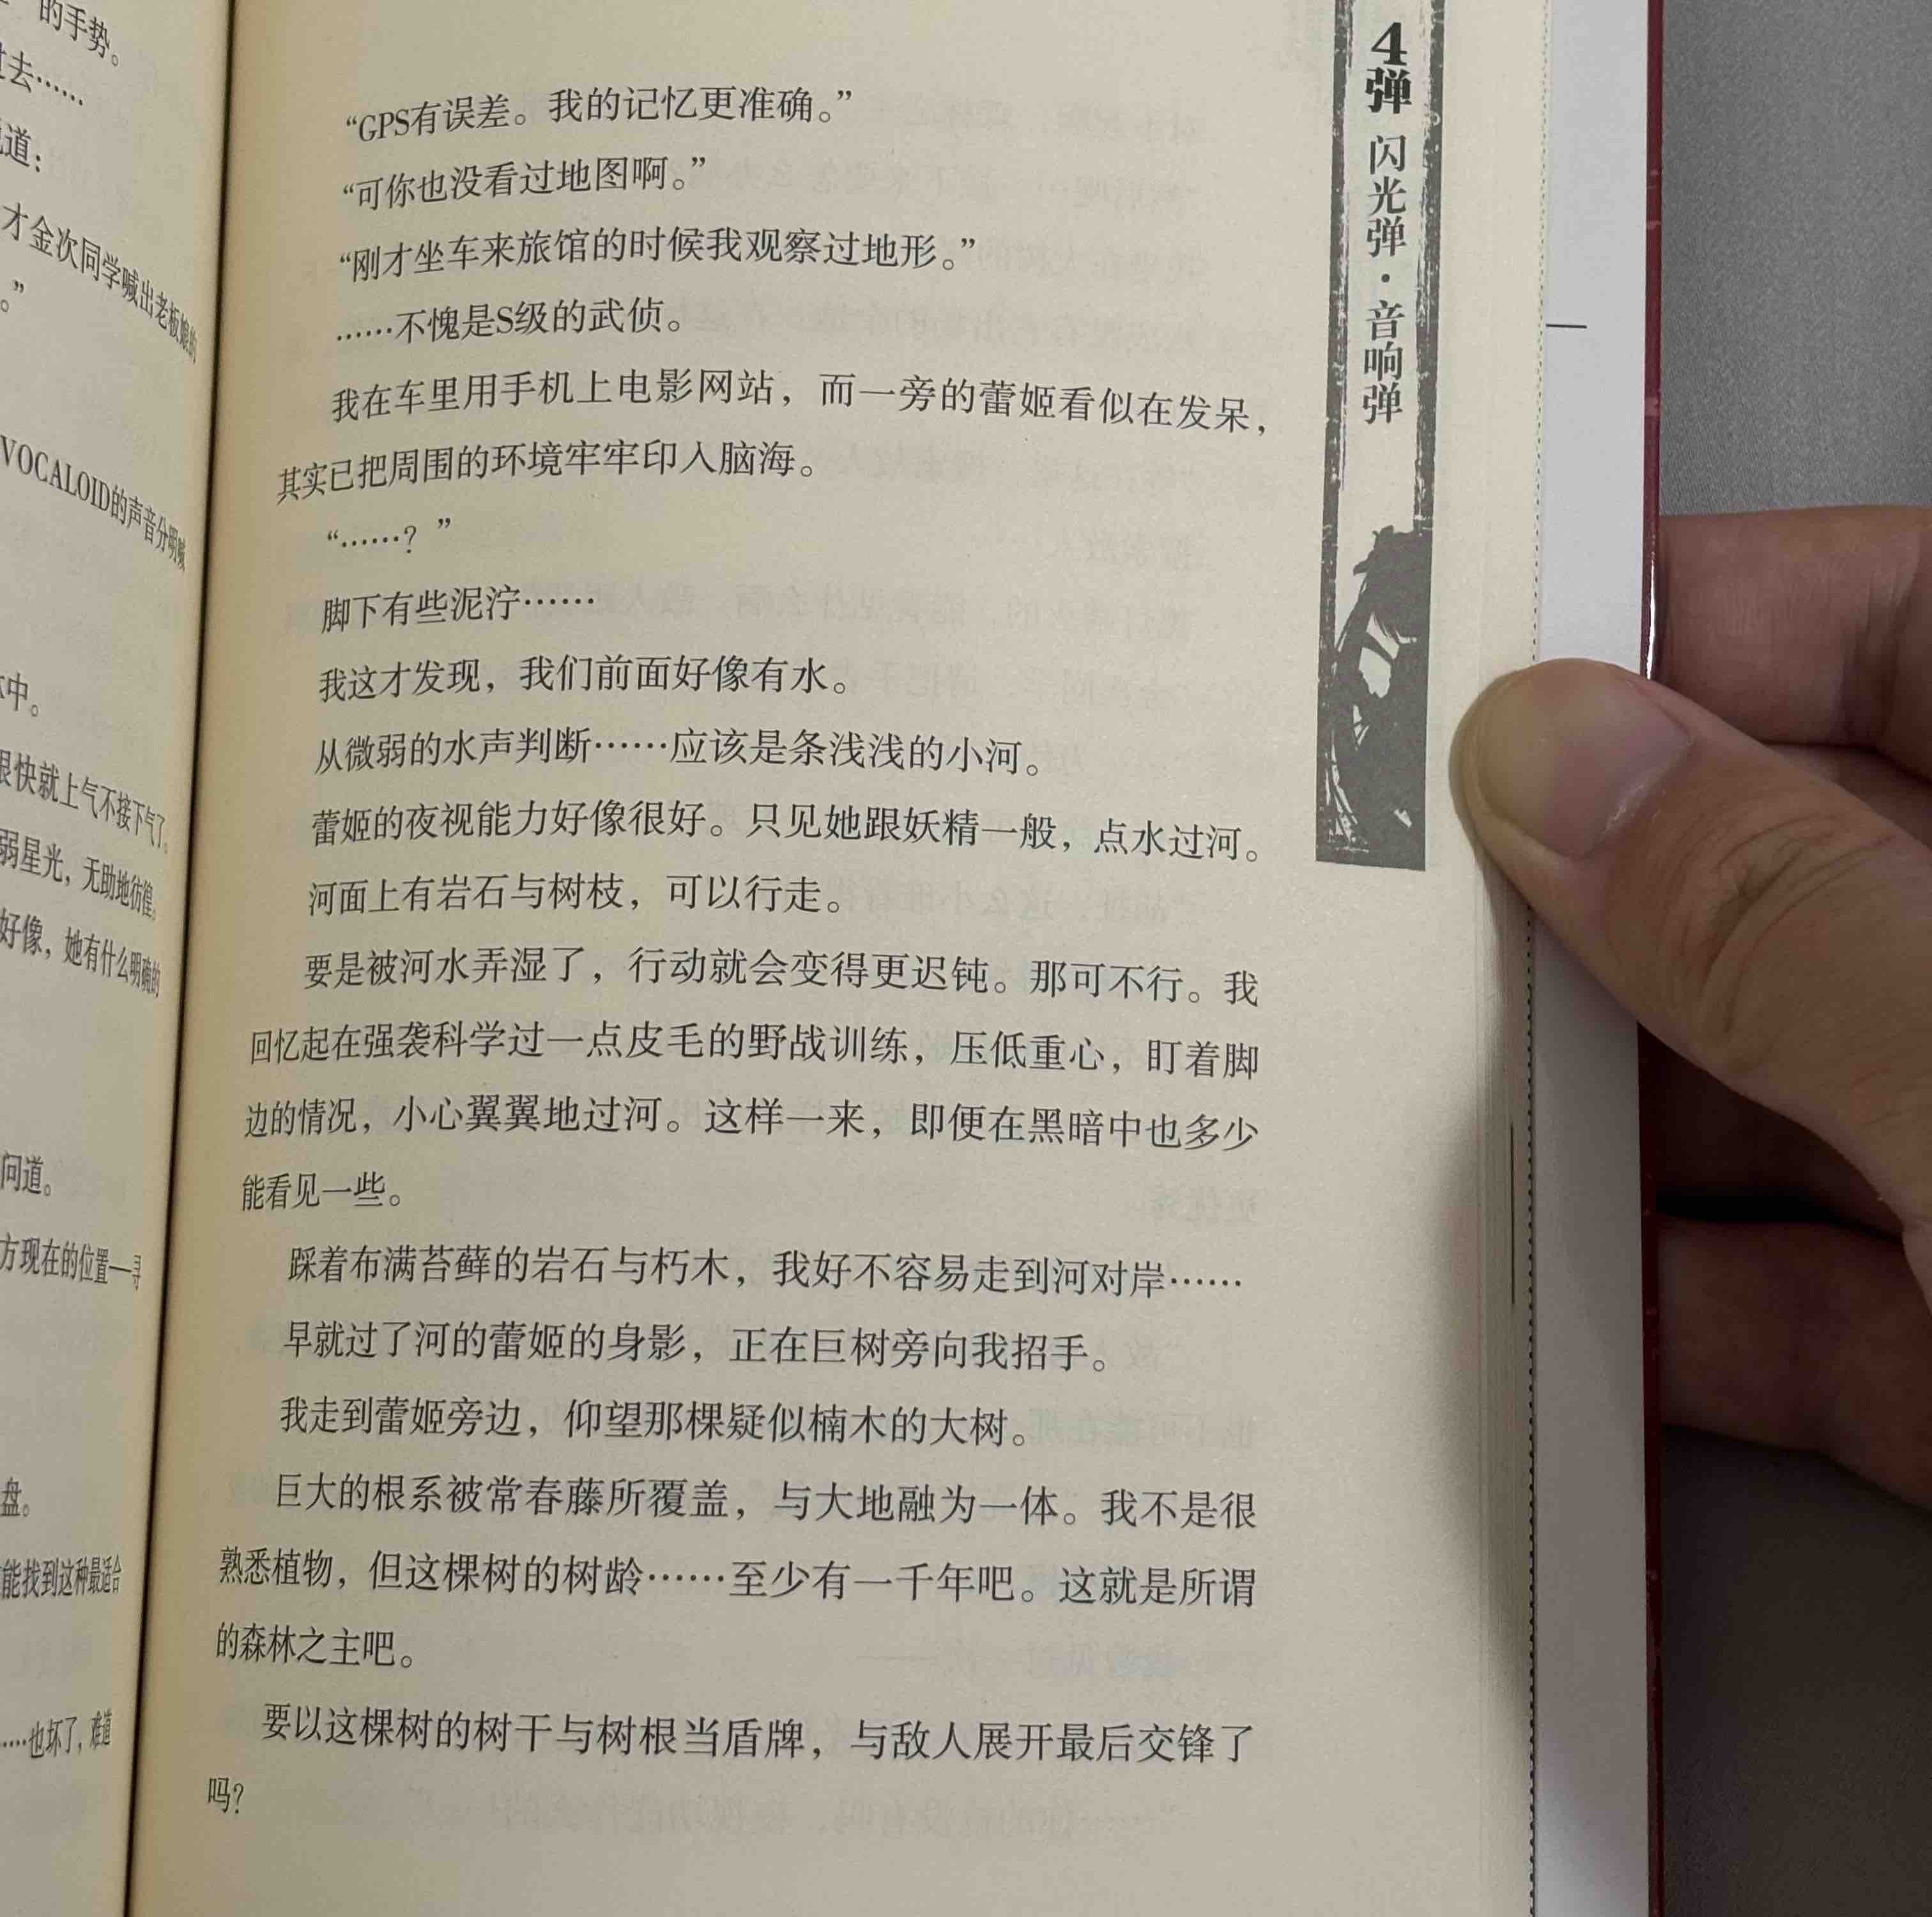 的手势。
过去……
道：
才金次同学喊出老板娘的
。”
VOCALOID的声音分明喊
中。
很快就上气不接下气了。
弱星光，无助地彷徨。
好像，她有什么明确的
问道。
方现在的位置—寻
盘。
能找到这种最适合
……也坏了，难道
“GPS有误差。我的记忆更准确。”
“可你也没看过地图啊。”
“刚才坐车来旅馆的时候我观察过地形。”
……不愧是S级的武侦。
我在车里用手机上电影网站，而一旁的蕾姬看似在发呆，
其实已把周围的环境牢牢印入脑海。
“……？”
脚下有些泥泞……
我这才发现，我们前面好像有水。
从微弱的水声判断……应该是条浅浅的小河。
蕾姬的夜视能力好像很好。只见她跟妖精一般，点水过河。
河面上有岩石与树枝，可以行走。
要是被河水弄湿了，行动就会变得更迟钝。那可不行。我
回忆起在强袭科学过一点皮毛的野战训练，压低重心，盯着脚
边的情况，小心翼翼地过河。这样一来，即便在黑暗中也多少
能看见一些。
踩着布满苔藓的岩石与朽木，我好不容易走到河对岸……
早就过了河的蕾姬的身影，正在巨树旁向我招手。
我走到蕾姬旁边，仰望那棵疑似楠木的大树。
巨大的根系被常春藤所覆盖，与大地融为一体。我不是很
熟悉植物，但这棵树的树龄……至少有一千年吧。这就是所谓
的森林之主吧。
要以这棵树的树干与树根当盾牌，与敌人展开最后交锋了
吗？
4弹 闪光弹·音响弹